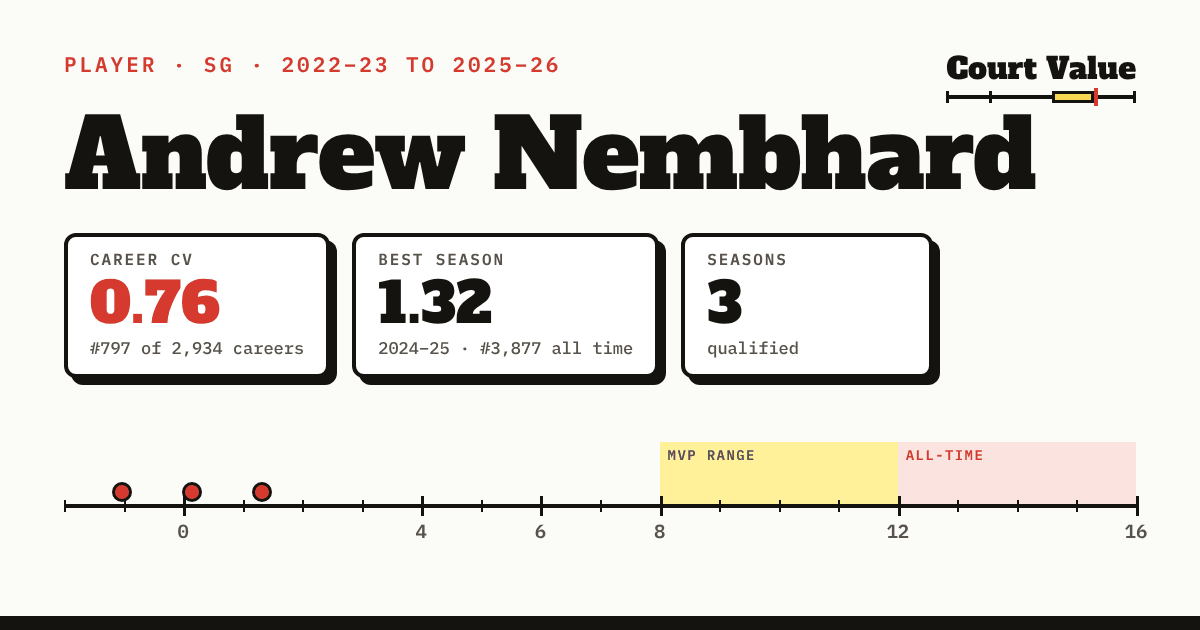 PLAYER · SG · 2022–23 TO 2025–26
Court Value
Andrew Nembhard
CAREER CV
0.76
#797 of 2,934 careers
BEST SEASON
1.32
2024–25 · #3,877 all time
SEASONS
3
qualified
MVP RANGE
ALL-TIME
0 4 6 8 12 16